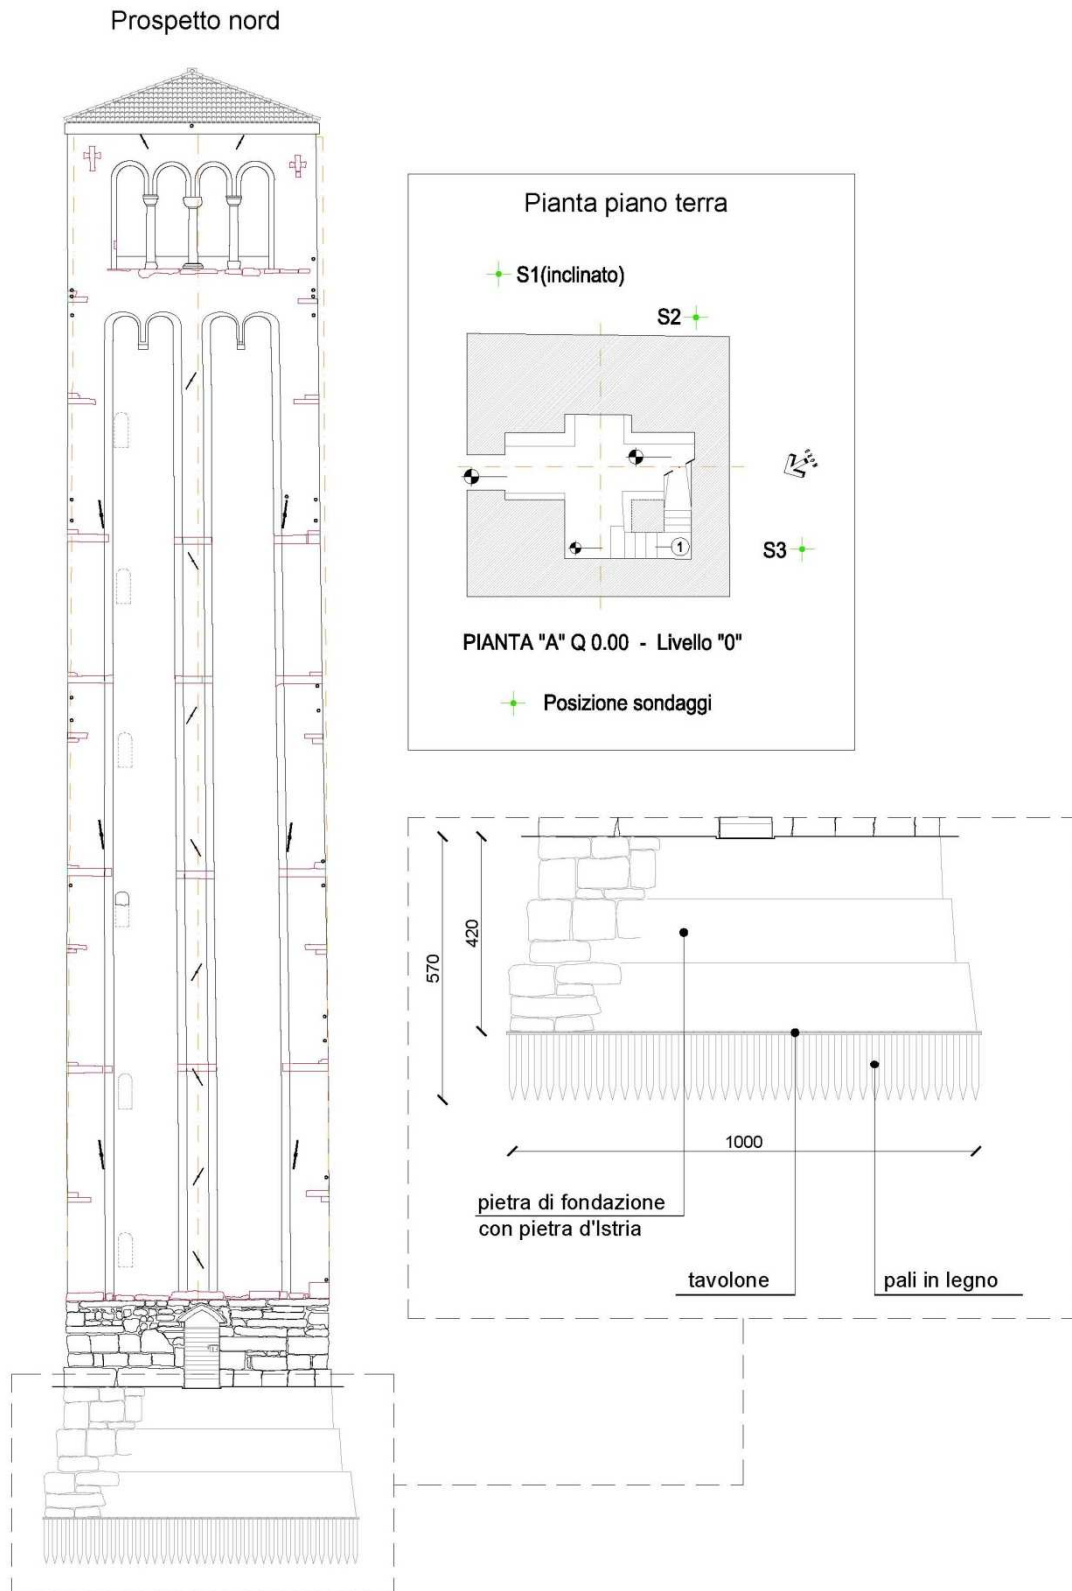 Prospetto nord
Pianta piano terra
S1(inclinato)
S2
S3
1
PIANTA "A" Q 0.00 - Livello "0"
Posizione sondaggi
570
420
1000
pietra di fondazione
con pietra d'Istria
tavolone
pali in legno